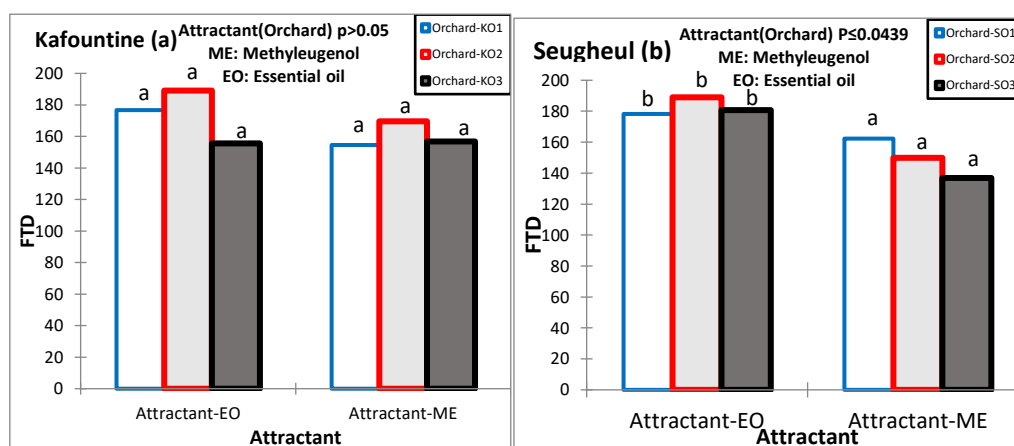 Kafountine (a)
Attractant(Orchard) p>0.05
ME: Methyleugenol
EO: Essential oil
Orchard-KO1
Orchard-KO2
Orchard-KO3
FTD
200
180
160
140
120
100
80
60
40
20
0
a
a
a
a
a
a
Attractant-EO
Attractant-ME
Attractant
Seugheul (b)
Attractant(Orchard) P≤0.0439
ME: Methyleugenol
EO: Essential oil
Orchard-SO1
Orchard-SO2
Orchard-SO3
FTD
200
180
160
140
120
100
80
60
40
20
0
b
b
b
a
a
a
Attractant-EO
Attractant-ME
Attractant